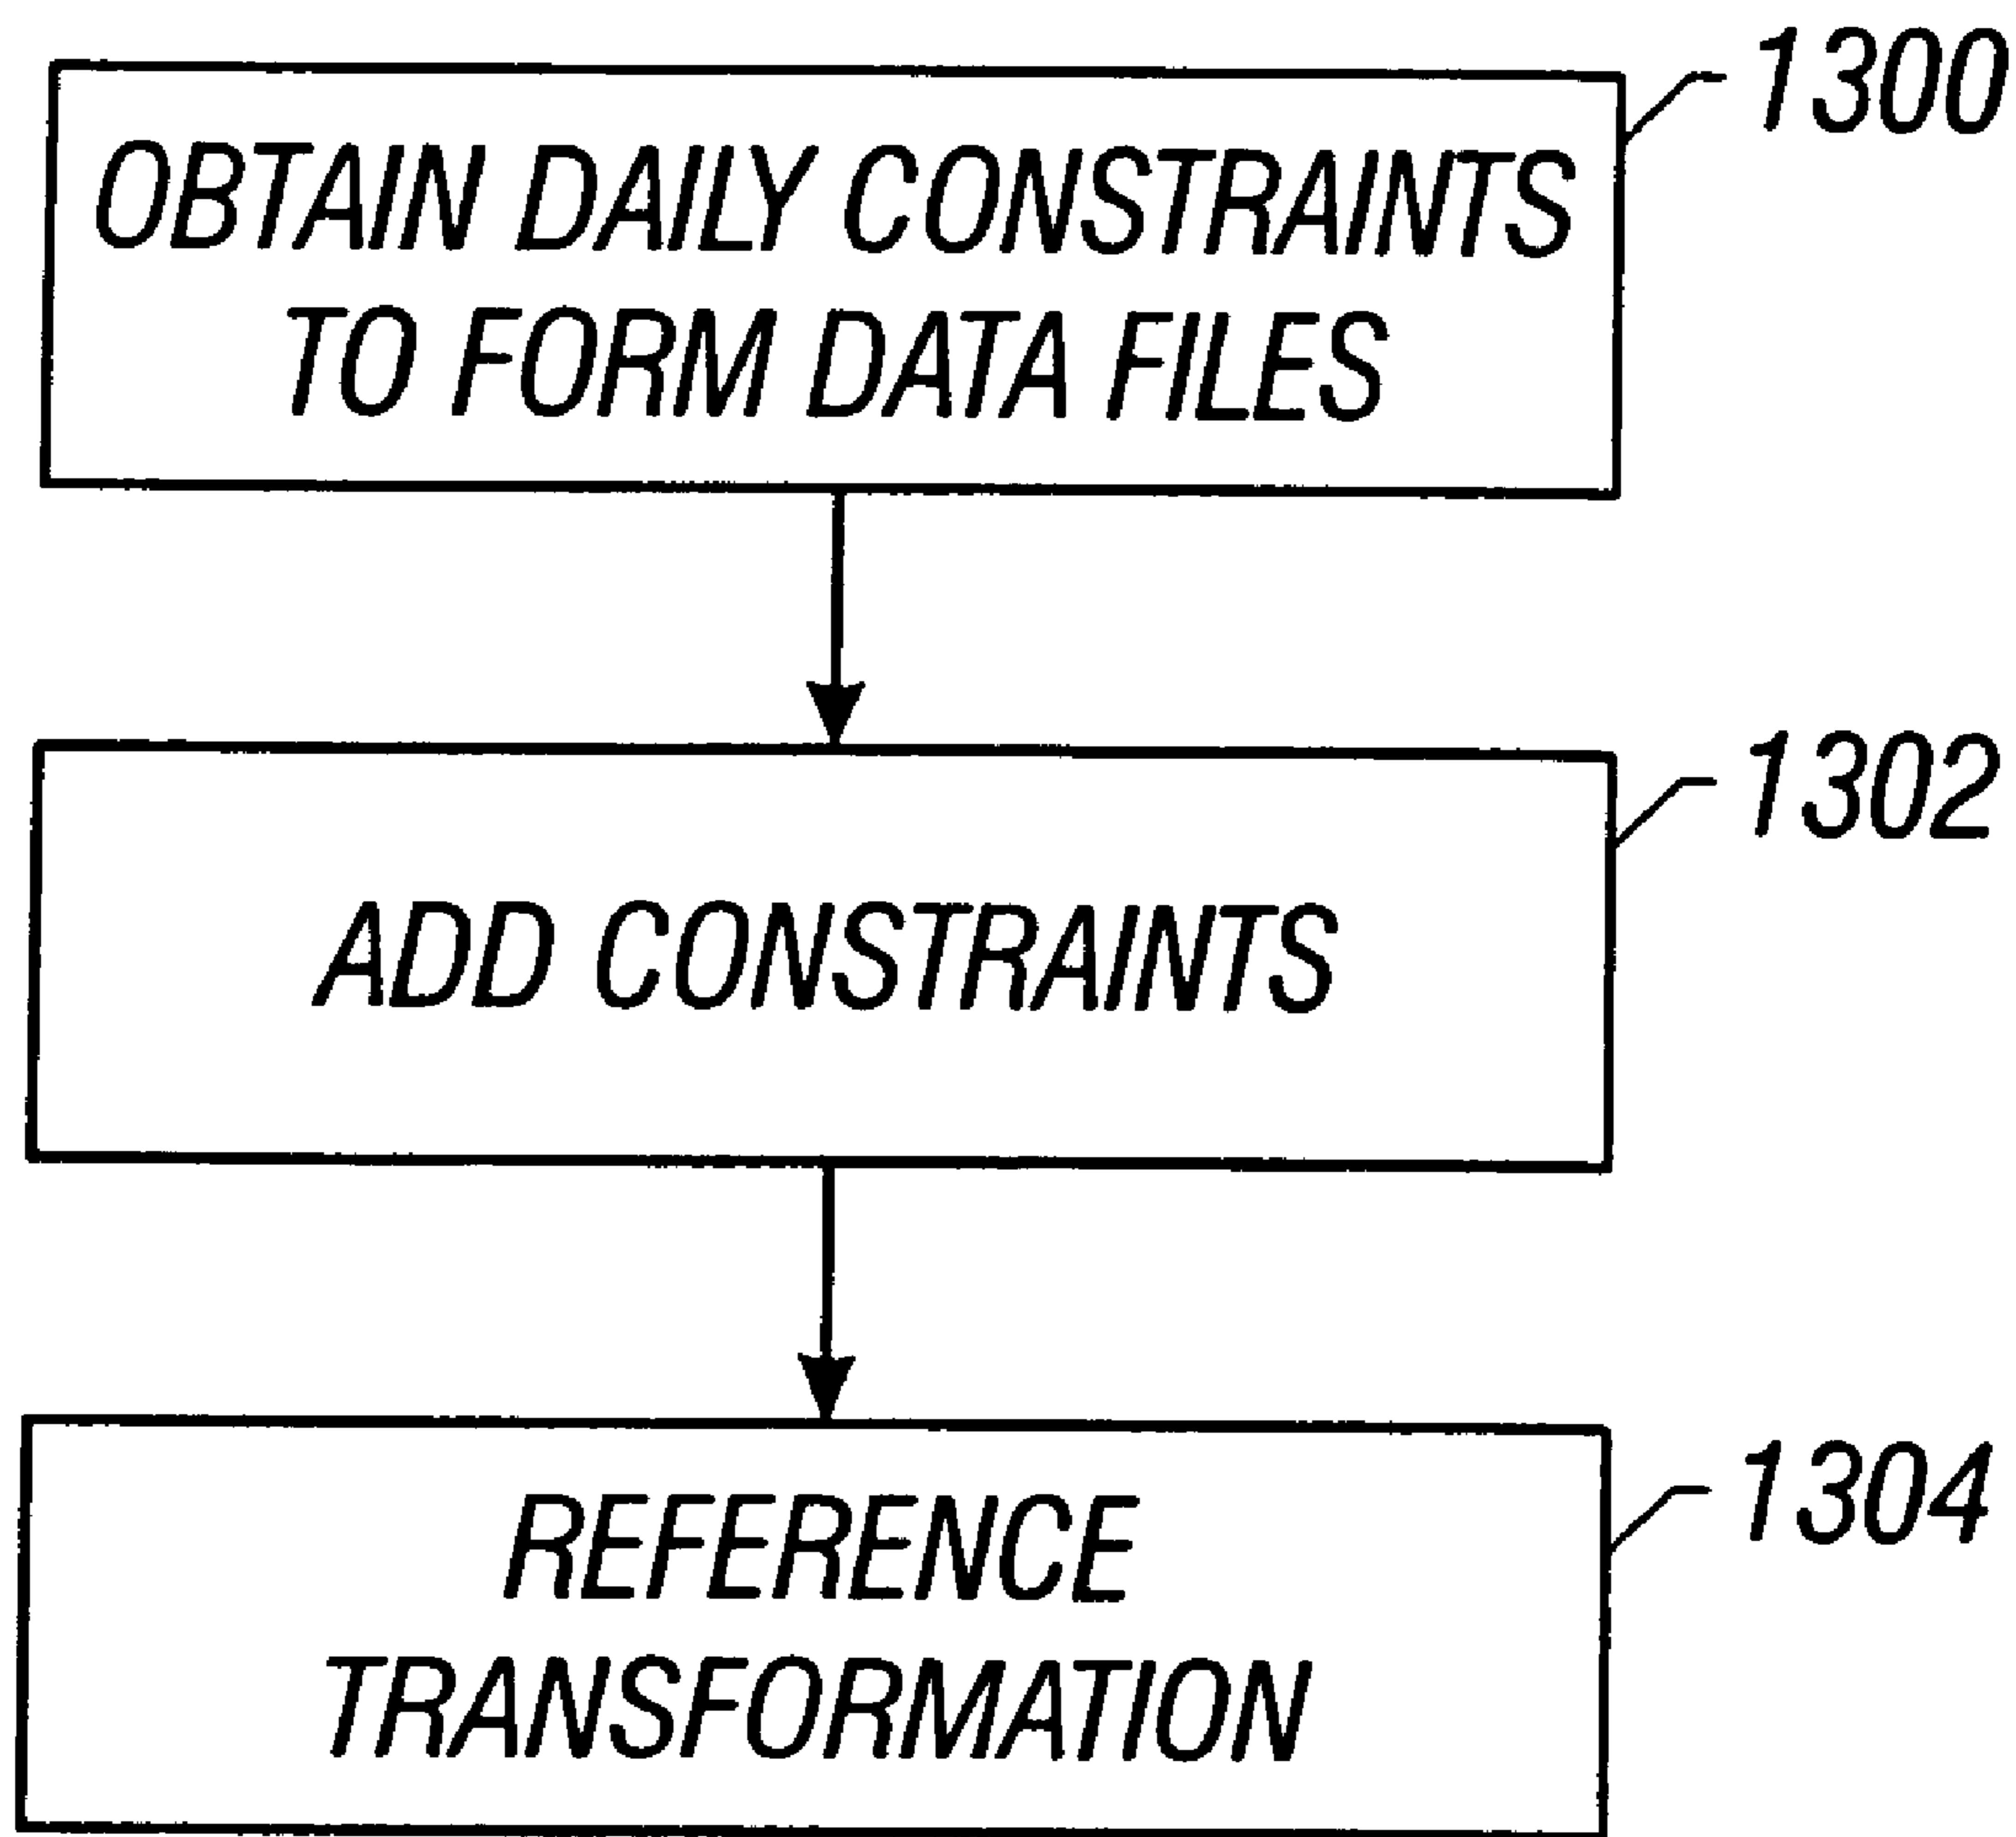 1300
OBTAIN DAILY CONSTRAINTS
TO FORM DATA FILES
1302
ADD CONSTRAINTS
1304
REFERENCE
TRANSFORMATION